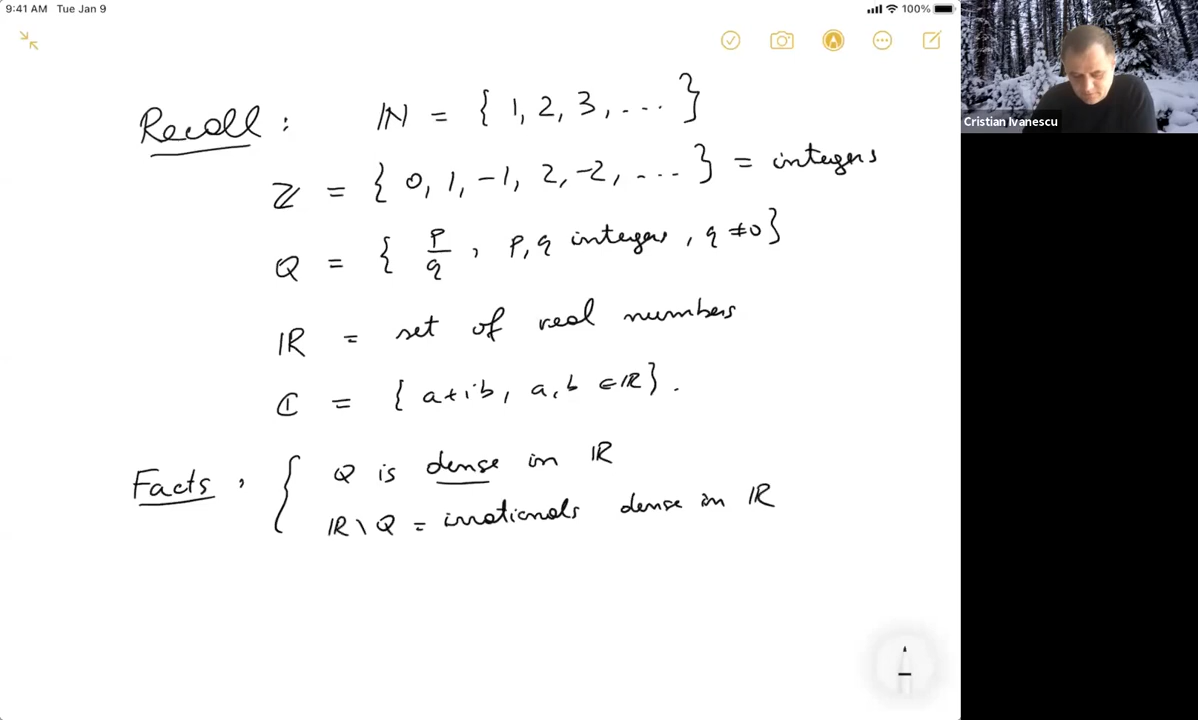 9:41 AM Tue Jan 9
100%
Recall : ℕ = { 1, 2, 3, ... }
ℤ = { 0, 1, -1, 2, -2, ... } = integers
Q = { p/q , p, q integers, q ≠ 0 }
ℝ = set of real numbers
ℂ = { a+ib, a, b ∈ ℝ } .
Facts , { Q is dense in ℝ
ℝ \ Q = irrationals dense in ℝ
Cristian Ivanescu